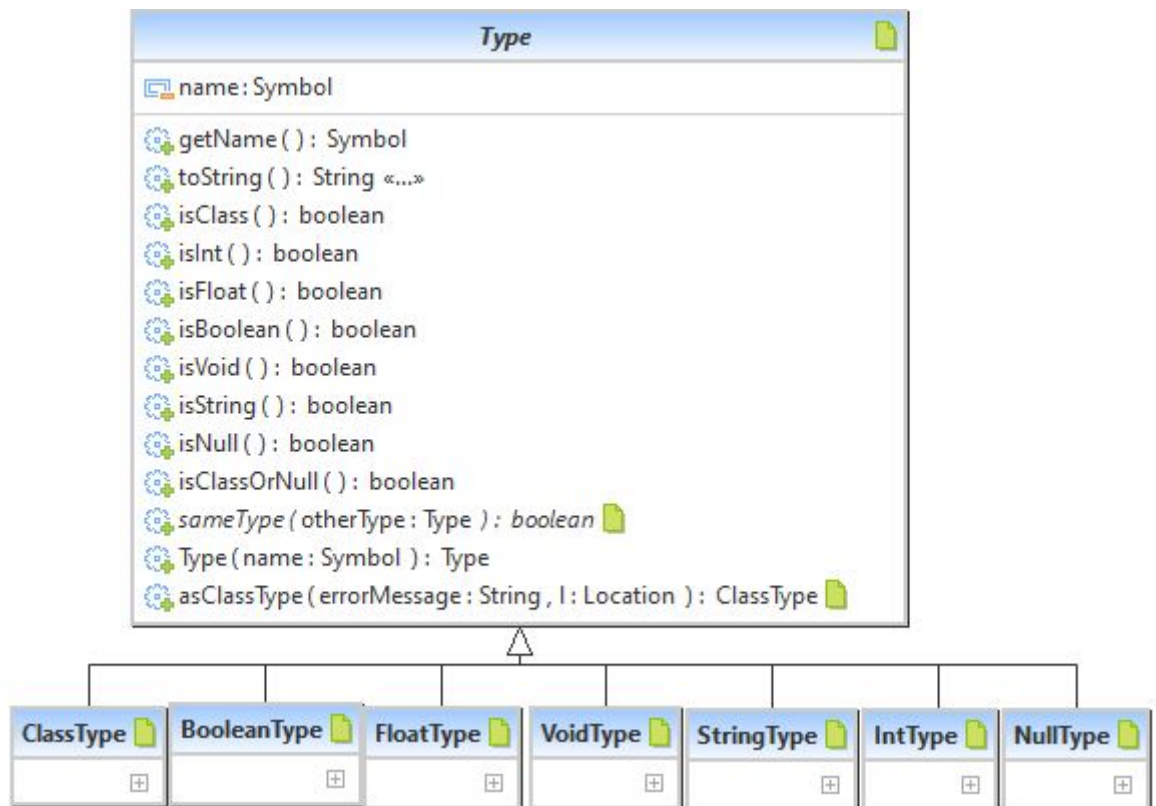 Type
name: Symbol
getName ( ) : Symbol
toString ( ) : String «...»
isClass ( ) : boolean
isInt ( ) : boolean
isFloat ( ) : boolean
isBoolean ( ) : boolean
isVoid ( ) : boolean
isString ( ) : boolean
isNull ( ) : boolean
isClassOrNull ( ) : boolean
sameType ( otherType : Type ) : boolean
Type ( name : Symbol ) : Type
asClassType ( errorMessage : String , l : Location ) : ClassType
ClassType BooleanType FloatType VoidType StringType IntType NullType